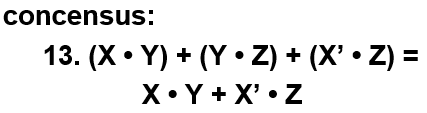 concensus:
13. (X • Y) + (Y • Z) + (X’ • Z) =
X • Y + X’ • Z